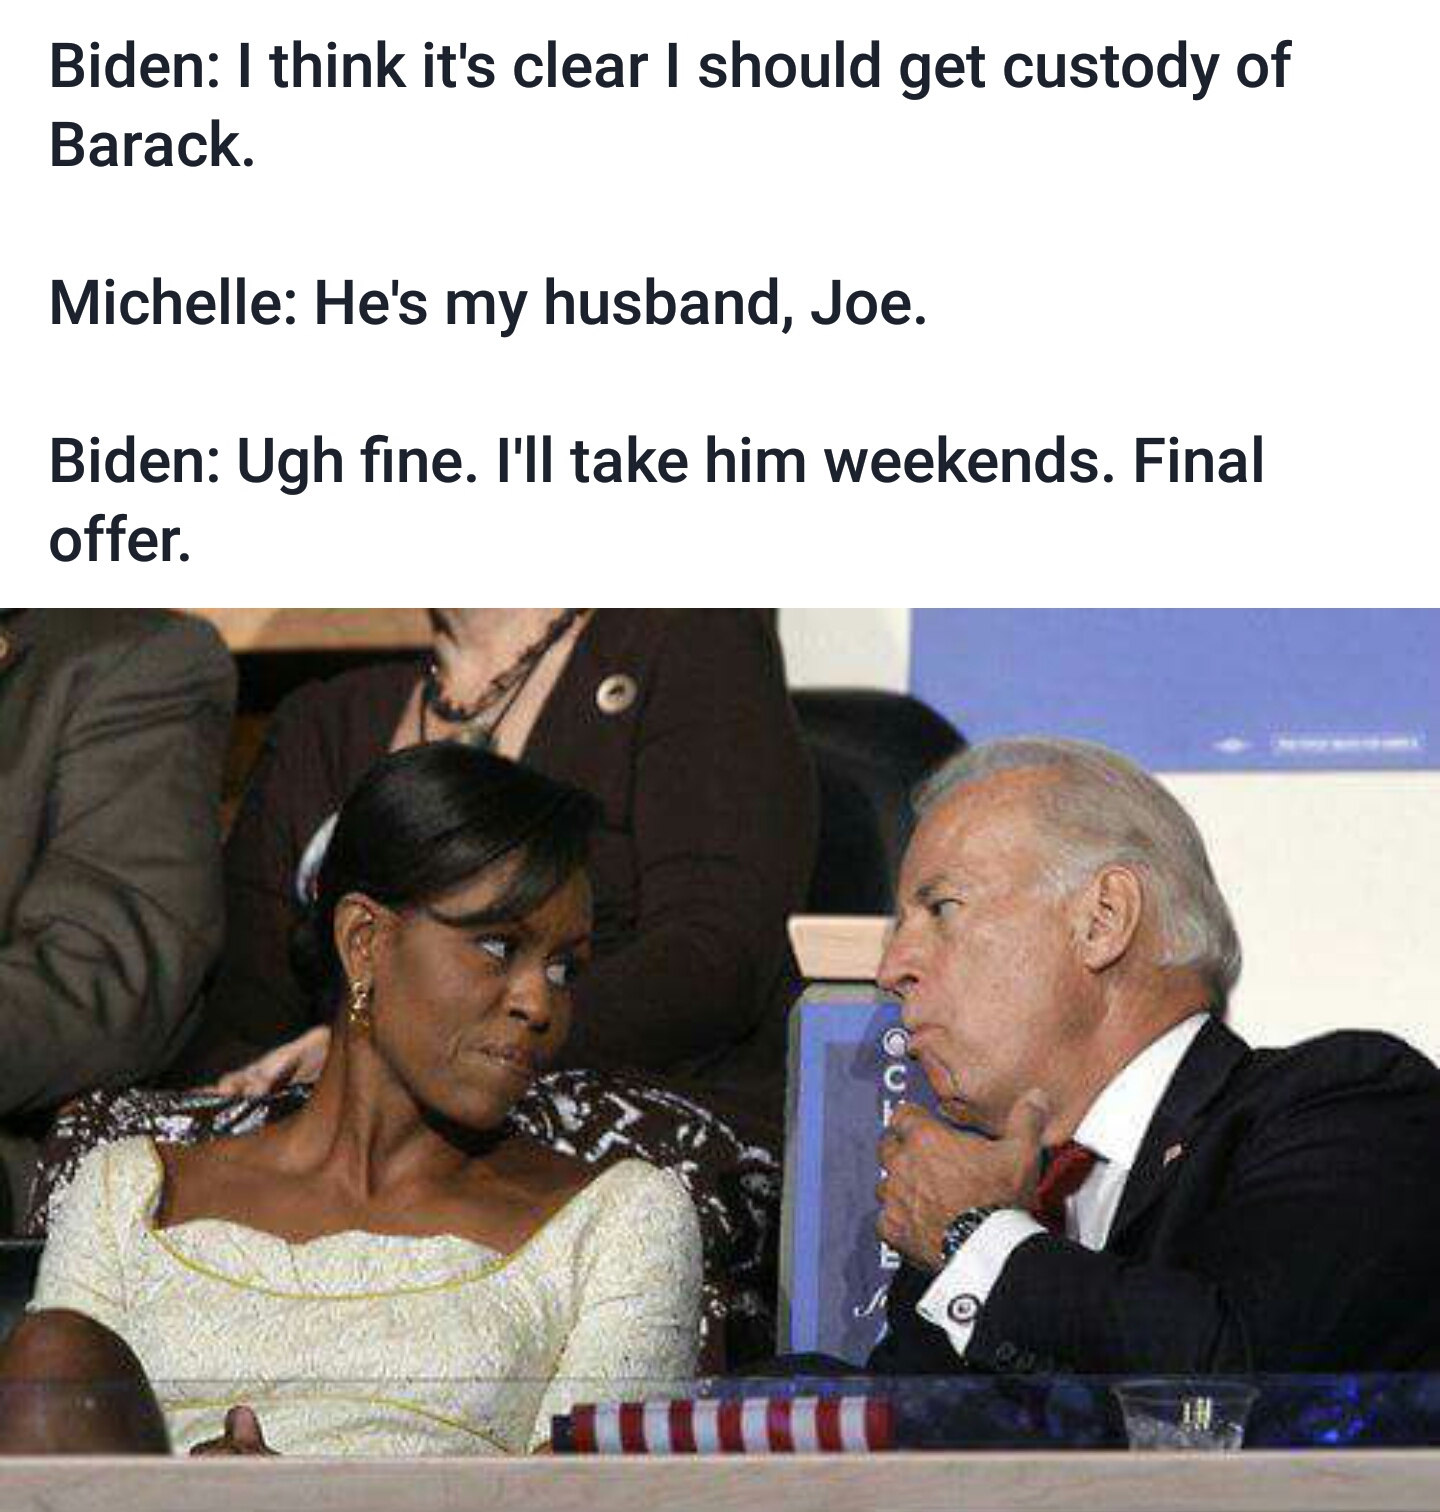 Biden: I think it's clear I should get custody of
Barack.
Michelle: He's my husband, Joe.
Biden: Ugh fine. I'll take him weekends. Final
offer.